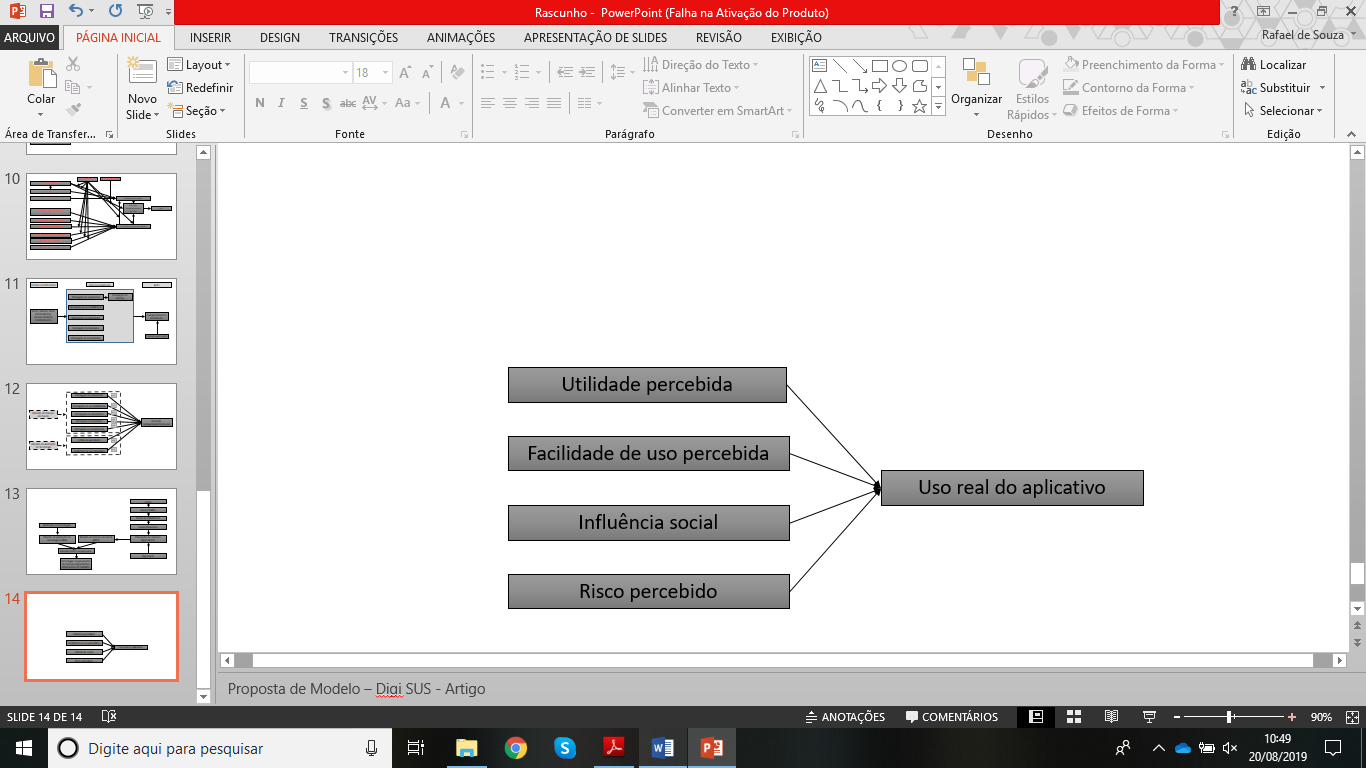 Rascunho - PowerPoint (Falha na Ativação do Produto)
?
ARQUIVO PÁGINA INICIAL INSERIR DESIGN TRANSIÇÕES ANIMAÇÕES APRESENTAÇÃO DE SLIDES REVISÃO EXIBIÇÃO Rafael de Souza
Colar
Área de Transfer...
Novo
Slide
Layout
Redefinir
Seção
Slides
18
N I S S abc AV Aa A
Fonte
Direção do Texto
Alinhar Texto
Converter em SmartArt
Parágrafo
Organizar
Estilos
Rápidos
Preenchimento da Forma
Contorno da Forma
Efeitos de Forma
Desenho
Localizar
Substituir
Selecionar
Edição
10
11
12
13
14
Utilidade percebida
Facilidade de uso percebida
Influência social
Risco percebido
Uso real do aplicativo
Proposta de Modelo – Digi SUS - Artigo
SLIDE 14 DE 14 ANOTAÇÕES COMENTÁRIOS 90%
Digite aqui para pesquisar
10:49
20/08/2019